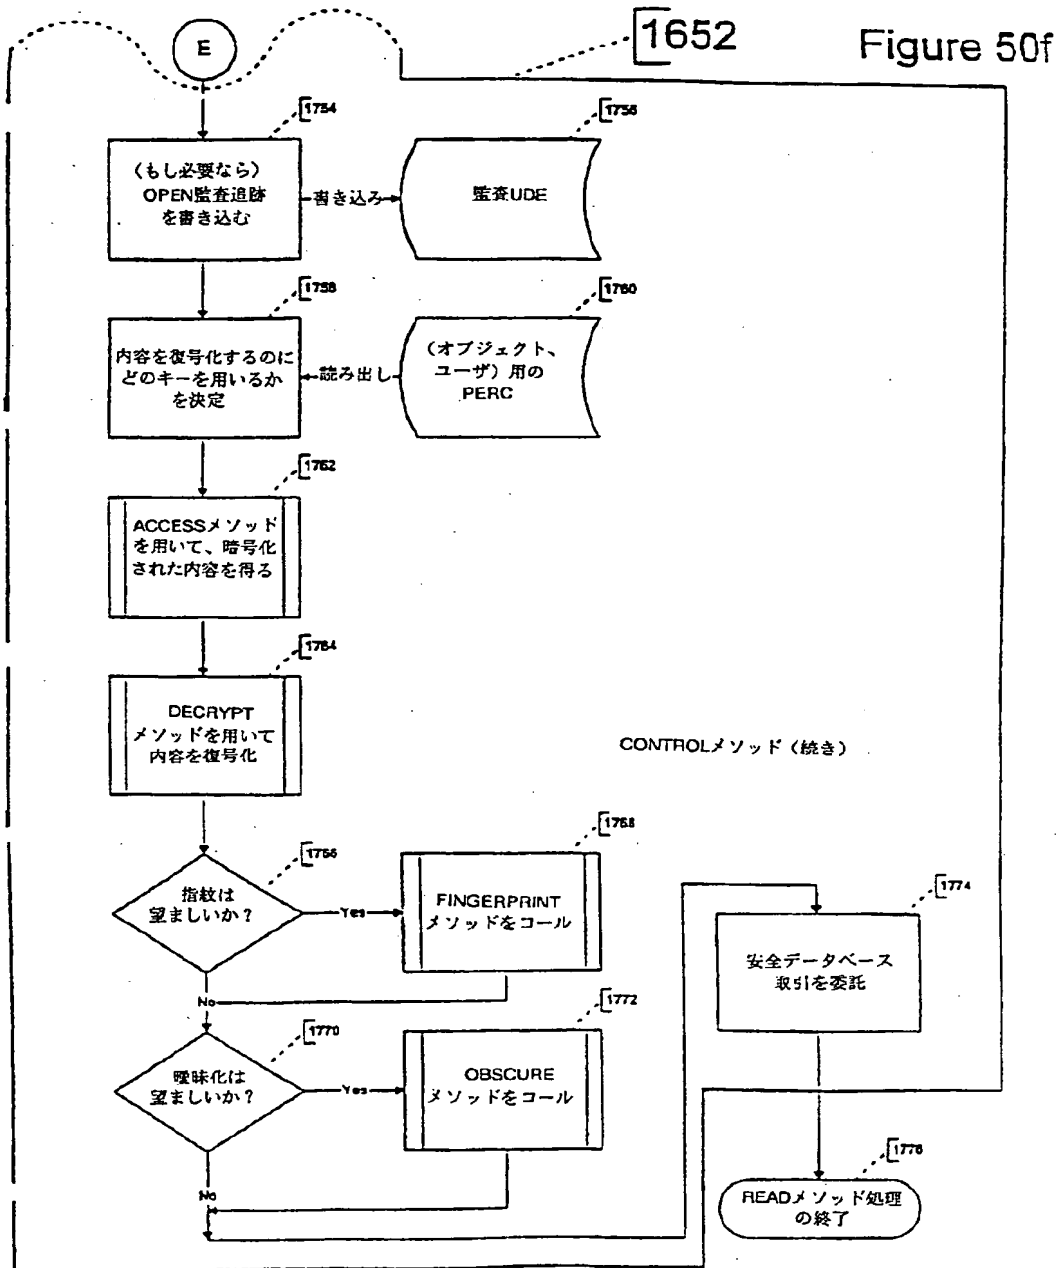 1652
Figure 50f
E
1754
(もし必要なら)
OPEN監査追跡
を書き込む
書き込み
1756
監査UDE
1758
内容を復号化するのに
どのキーを用いるか
を決定
読み出し
1760
(オブジェクト、
ユーザ)用の
PERC
1762
ACCESSメソッド
を用いて、暗号化
された内容を得る
1764
DECRYPT
メソッドを用いて
内容を復号化
CONTROLメソッド(続き)
1766
指紋は
望ましいか?
Yes
1768
FINGERPRINT
メソッドをコール
No
1770
曖昧化は
望ましいか?
Yes
1772
OBSCURE
メソッドをコール
No
1774
安全データベース
取引を委託
1776
READメソッド処理
の終了